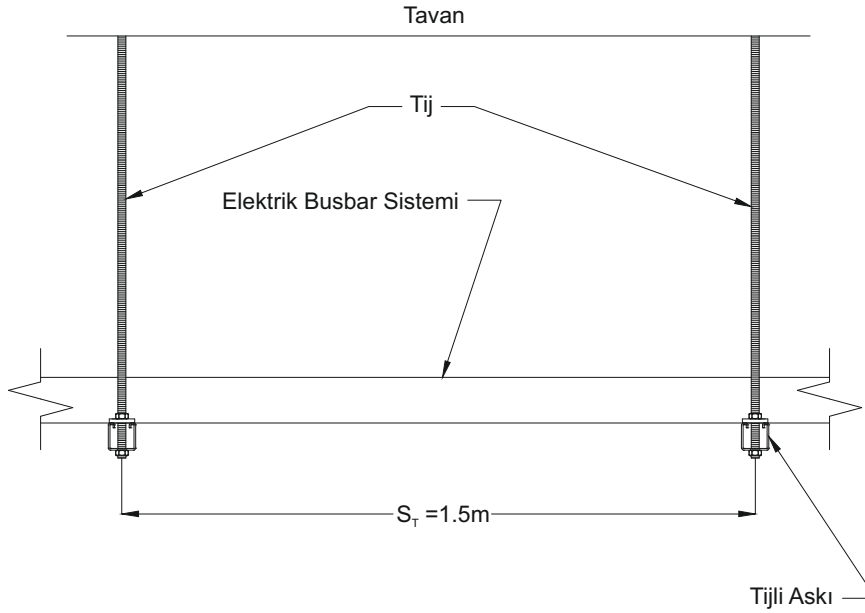 Tavan
Tij
Elektrik Busbar Sistemi
S_T =1.5m
Tijli Askı